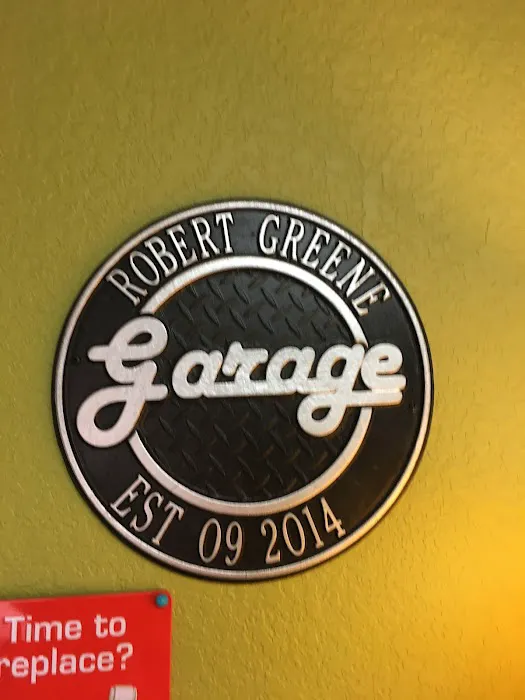 ROBERT GREENE
Garage
EST 09 2014
Time to
replace?